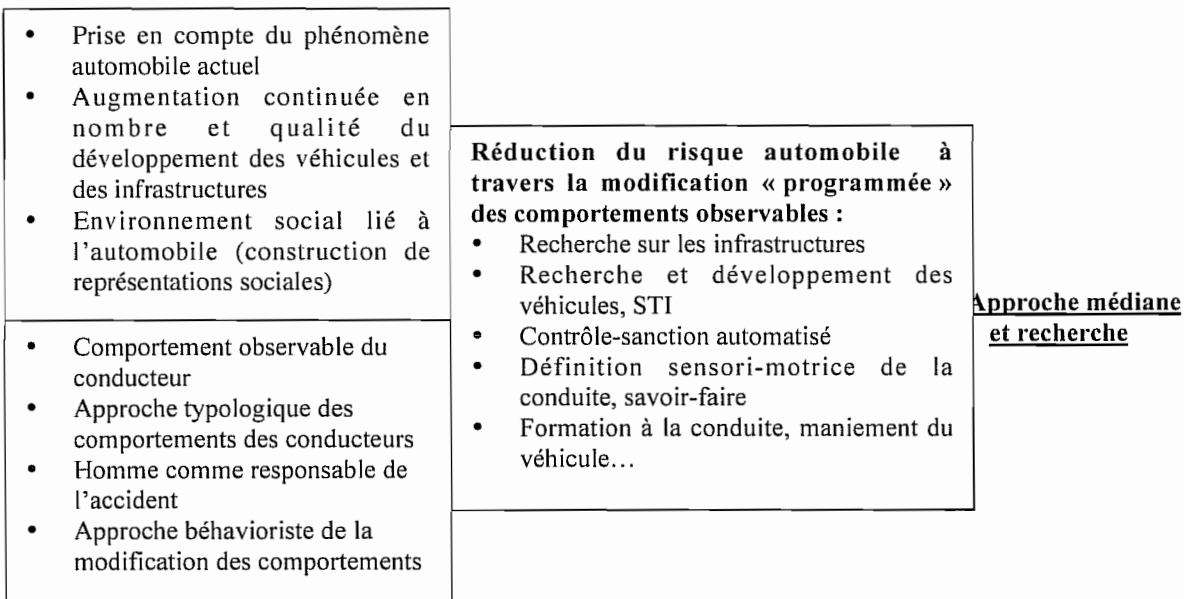 • Prise en compte du phénomène
automobile actuel
• Augmentation continuée en
nombre et qualité du
développement des véhicules et
des infrastructures
• Environnement social lié à
l'automobile (construction de
représentations sociales)
• Comportement observable du
conducteur
• Approche typologique des
comportements des conducteurs
• Homme comme responsable de
l'accident
• Approche béhavioriste de la
modification des comportements
Réduction du risque automobile à
travers la modification « programmée »
des comportements observables :
• Recherche sur les infrastructures
• Recherche et développement des
véhicules, STI
• Contrôle-sanction automatisé
• Définition sensori-motrice de la
conduite, savoir-faire
• Formation à la conduite, maniement du
véhicule...
Approche médiane
et recherche